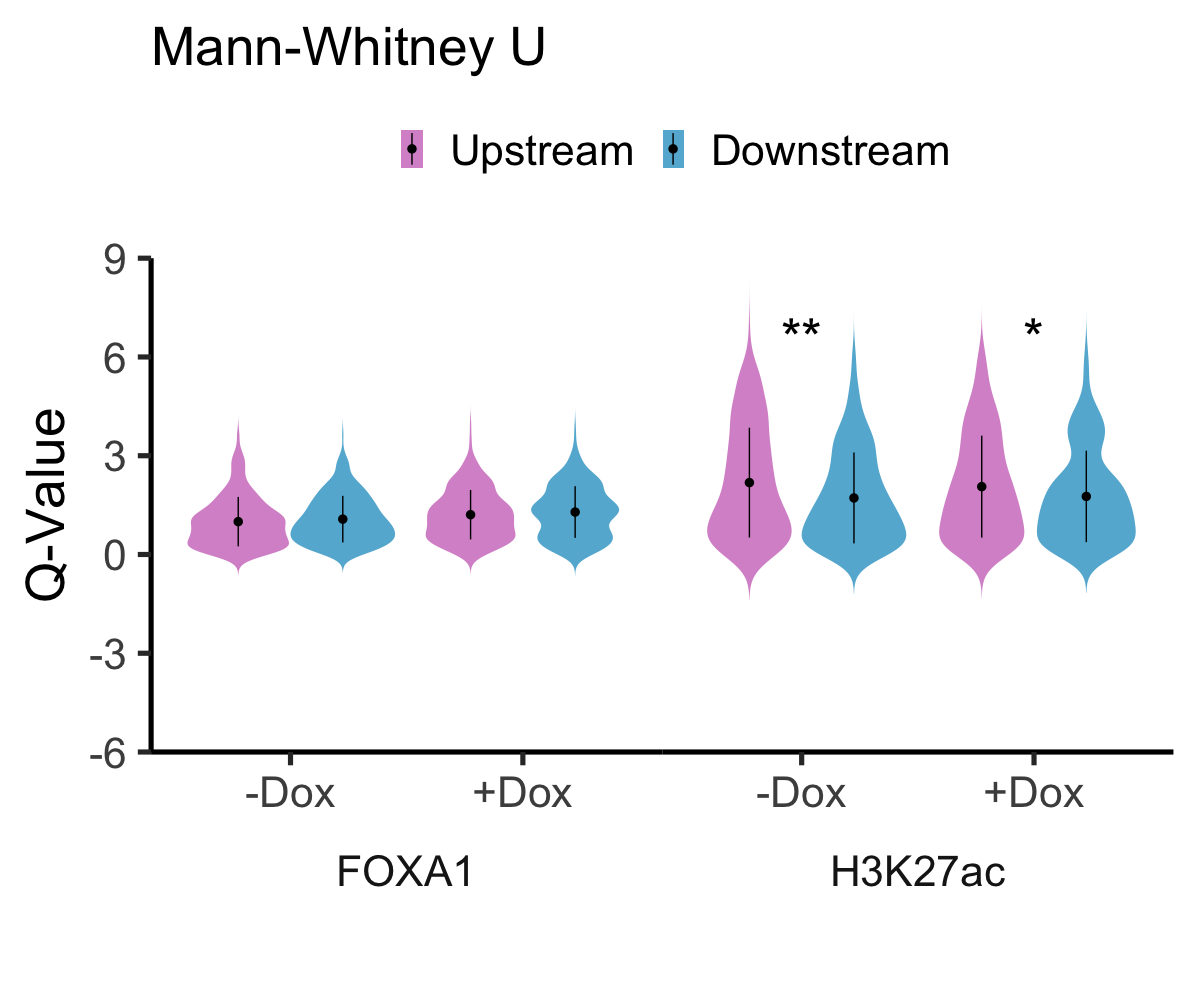 Mann-Whitney U
Upstream Downstream
9
6
3
0
-3
-6
Q-Value
** *
-Dox +Dox -Dox +Dox
FOXA1 H3K27ac